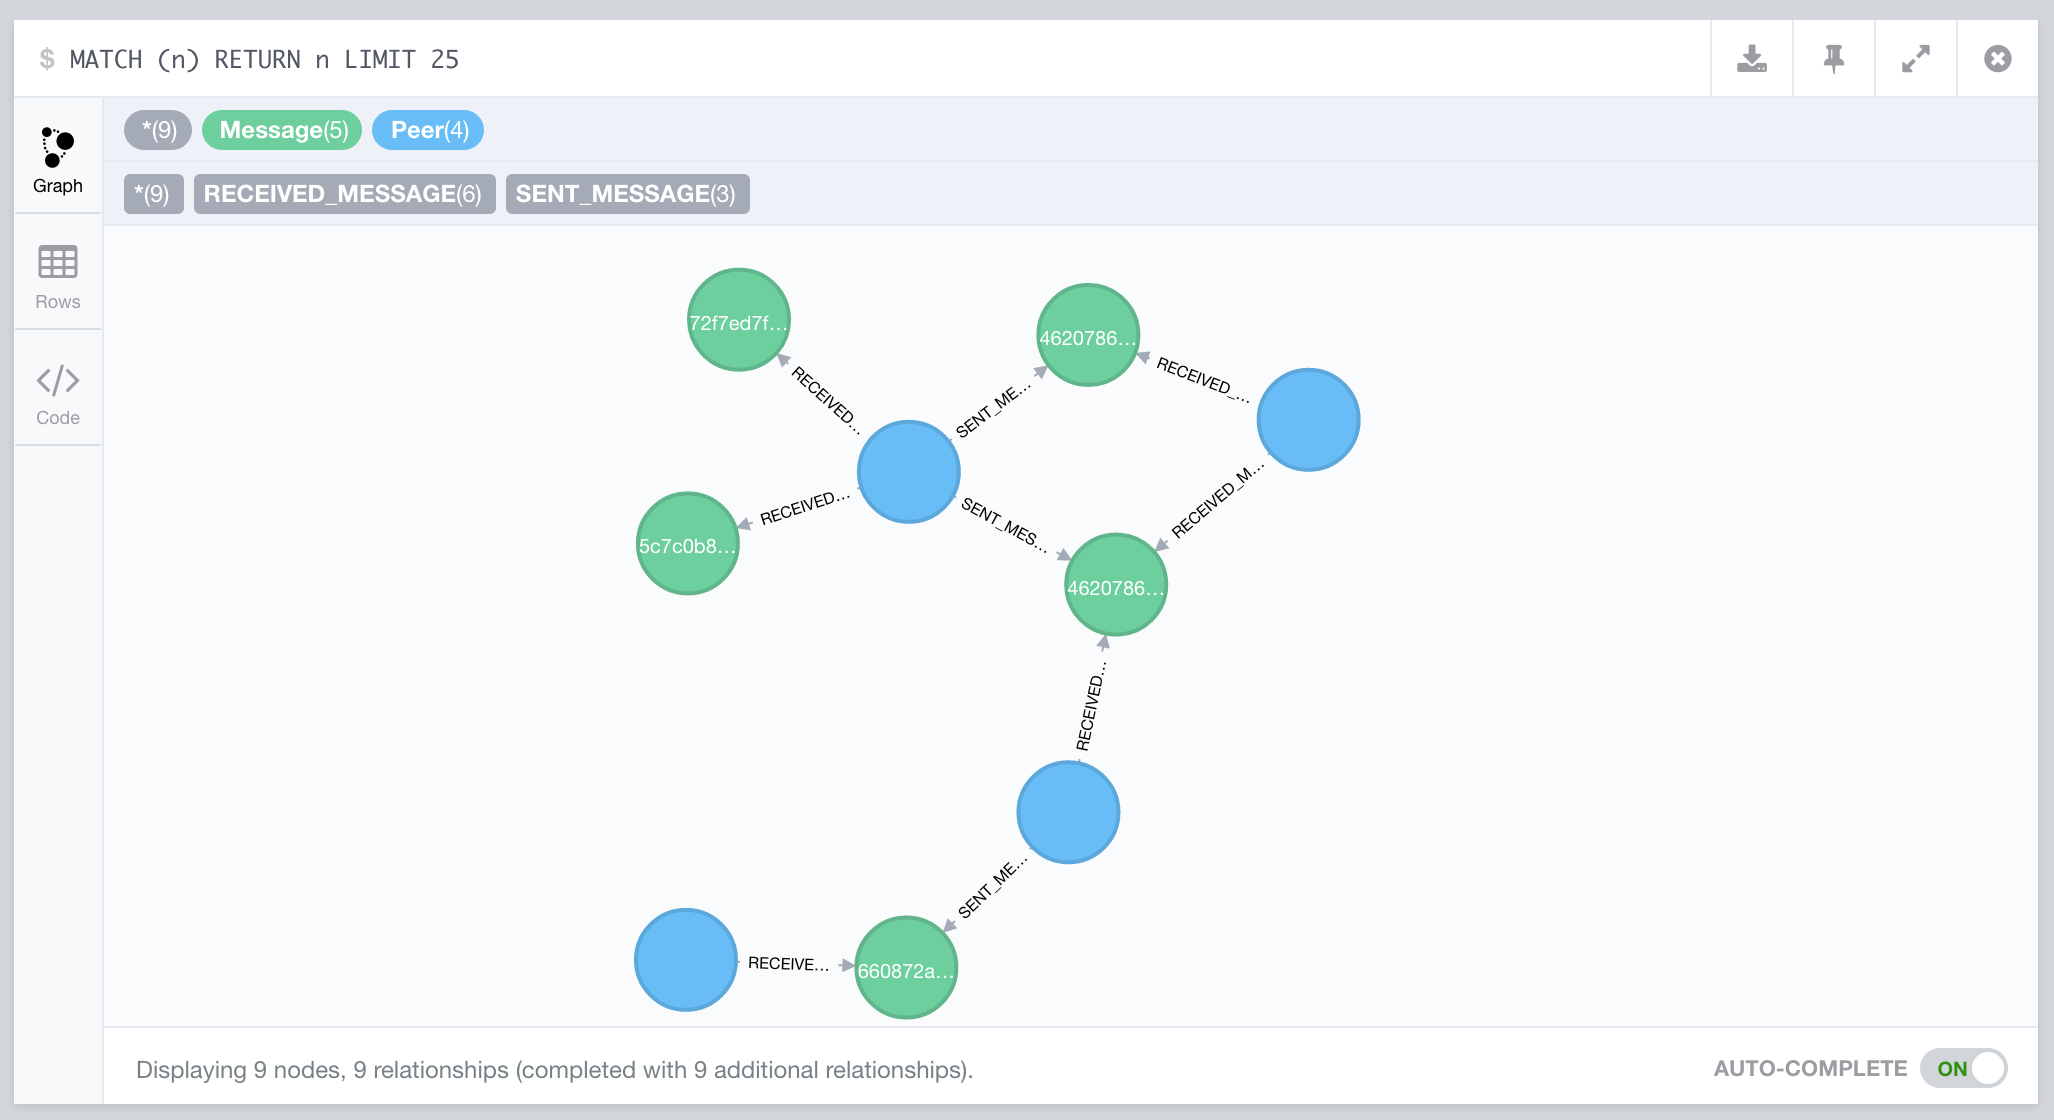 $ MATCH (n) RETURN n LIMIT 25
*(9) Message(5) Peer(4)
Graph
*(9) RECEIVED_MESSAGE(6) SENT_MESSAGE(3)
Rows
Code
72f7ed7f…
4620786…
RECEIVED_…
RECEIVED…
SENT_ME…
RECEIVED_M…
RECEIVED…
SENT_MES…
5c7c0b8…
4620786…
RECEIVED…
SENT_ME…
RECEIVE…
660872a…
Displaying 9 nodes, 9 relationships (completed with 9 additional relationships).
AUTO-COMPLETE ON